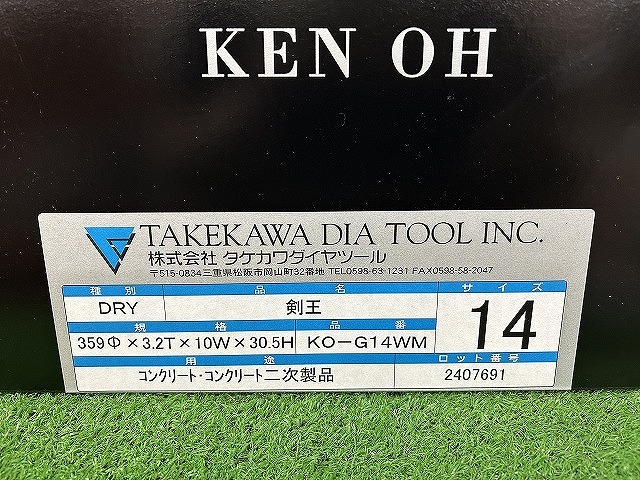 KEN OH
TAKEKAWA DIA TOOL INC.
株式会社 タケカワダイヤツール
〒515-0834三重県松阪市岡山町32番地 TEL0598-63-1231 FAX0598-58-2047
種別 品名 サイズ
DRY 剣王 14
規格 品番
359Φ×3.2T×10W×30.5H KO-G14WM
用途 ロット番号
コンクリート・コンクリート二次製品 2407691